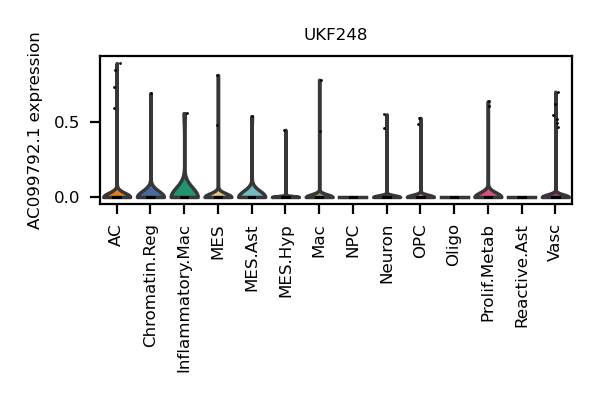 UKF248
AC099792.1 expression
0.5
0.0
AC
Chromatin.Reg
Inflammatory.Mac
MES
MES.Ast
MES.Hyp
Mac
NPC
Neuron
OPC
Oligo
Prolif.Metab
Reactive.Ast
Vasc